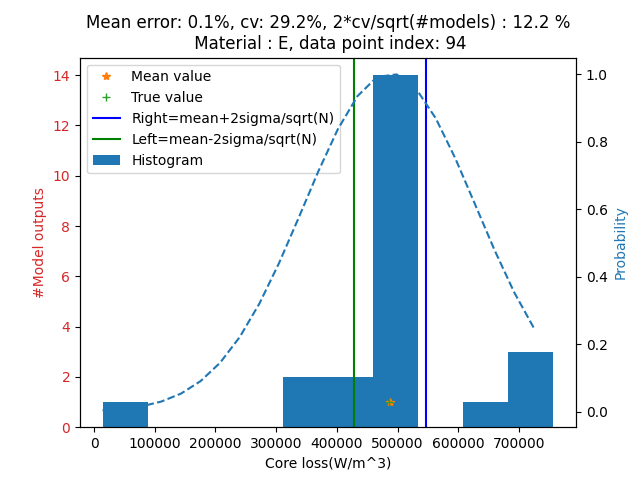 Mean error: 0.1%, cv: 29.2%, 2*cv/sqrt(#models) : 12.2 %
Material : E, data point index: 94
Mean value
True value
Right=mean+2sigma/sqrt(N)
Left=mean-2sigma/sqrt(N)
Histogram
14
12
10
8
6
4
2
0
#Model outputs
1.0
0.8
0.6
0.4
0.2
0.0
Probability
0 100000 200000 300000 400000 500000 600000 700000
Core loss(W/m^3)